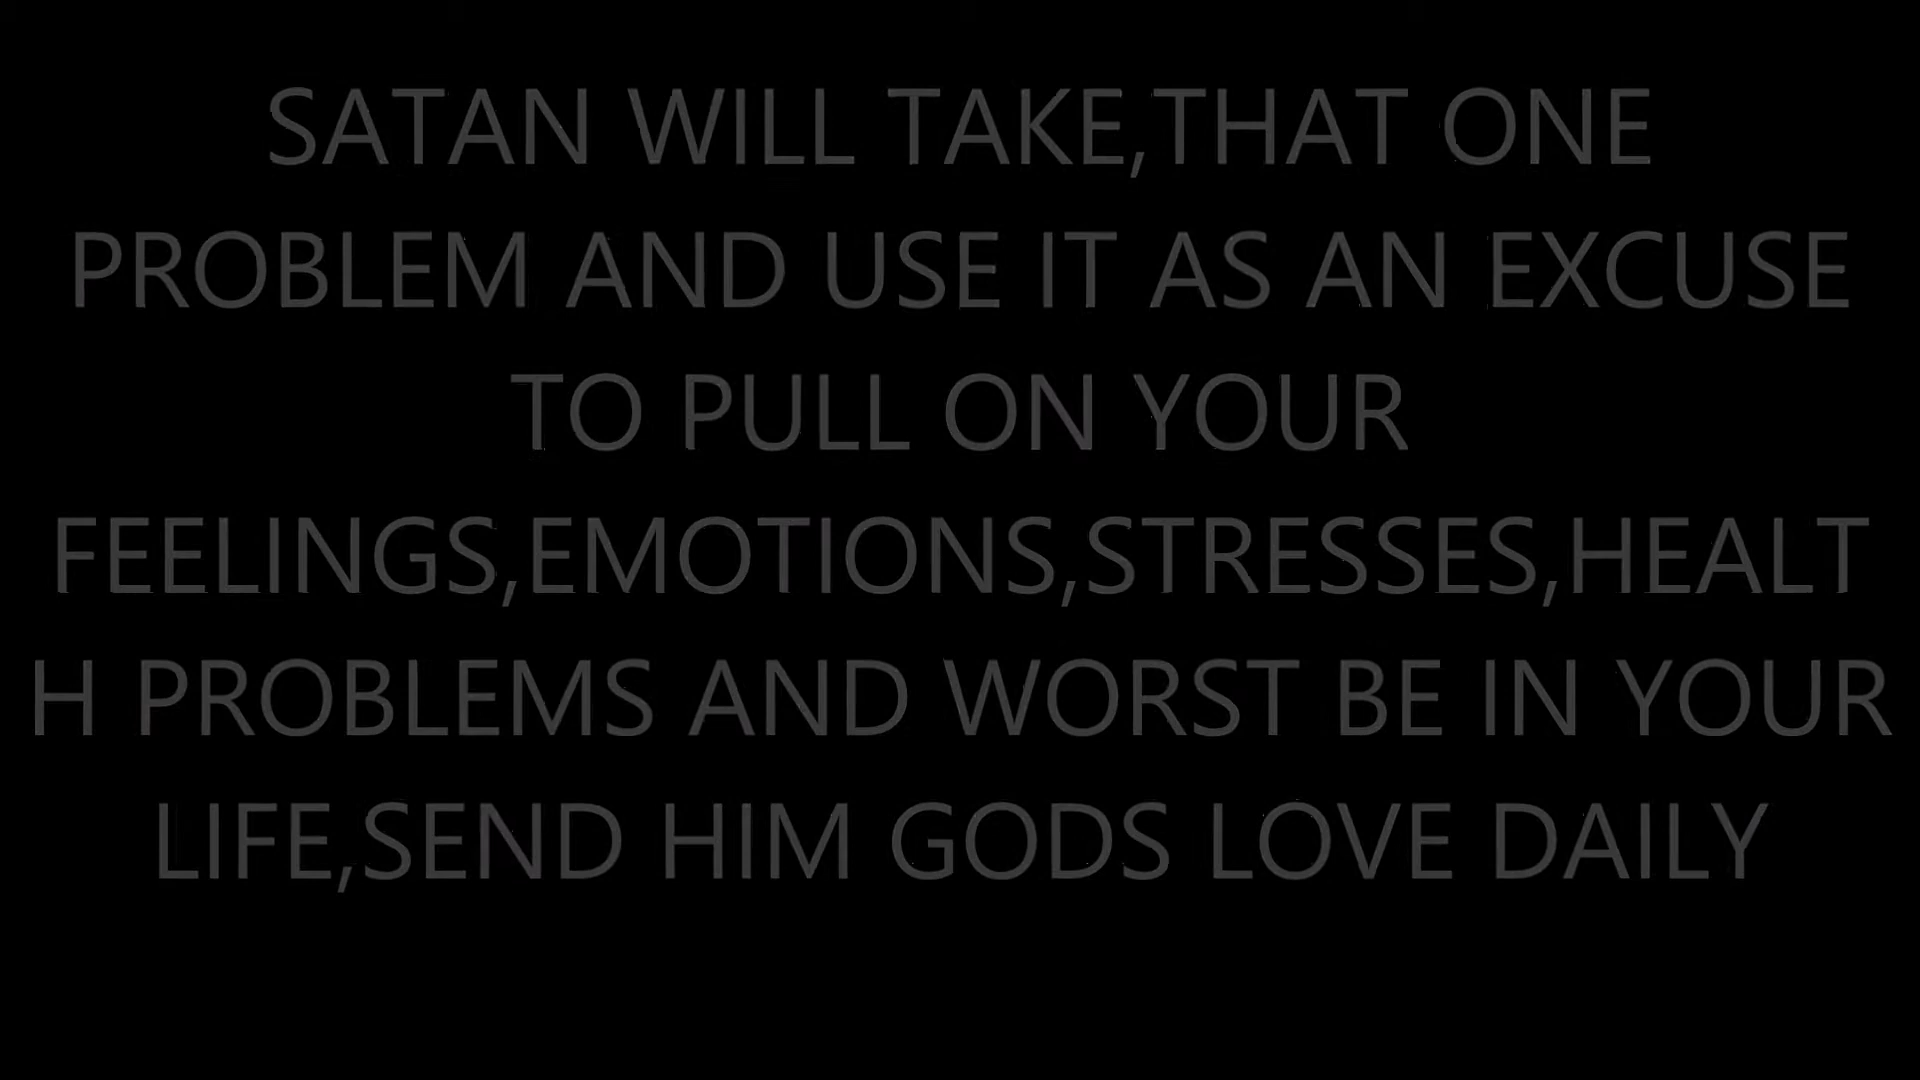 SATAN WILL TAKE,THAT ONE
PROBLEM AND USE IT AS AN EXCUSE
TO PULL ON YOUR
FEELINGS,EMOTIONS,STRESSES,HEALT
H PROBLEMS AND WORST BE IN YOUR
LIFE,SEND HIM GODS LOVE DAILY